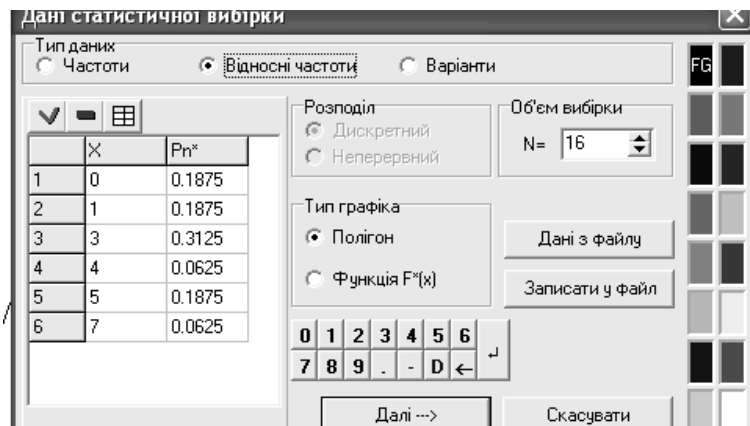 Дані статистичної вибірки
Тип даних
Частоти Відносні частоти Варіанти
FG
Розподіл
Дискретний
Неперервний
Об'єм вибірки
N= 16
X Pn*
1 0 0.1875
2 1 0.1875
3 3 0.3125
4 4 0.0625
5 5 0.1875
6 7 0.0625
Тип графіка
Полігон
Функція F*(x)
Дані з файлу
Записати у файл
0 1 2 3 4 5 6
7 8 9 . - D ←
Далі --->
Скасувати